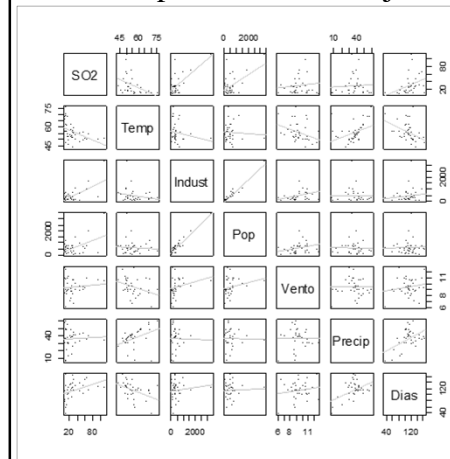 45 60 75 0 2000 10 40
SO2 20 80
45 60 75 Temp
Indust 0 2000
0 2000 Pop
Vento 6 8 11
10 40 Precip
Dias 40 120
20 80 0 2000 6 8 11 40 120